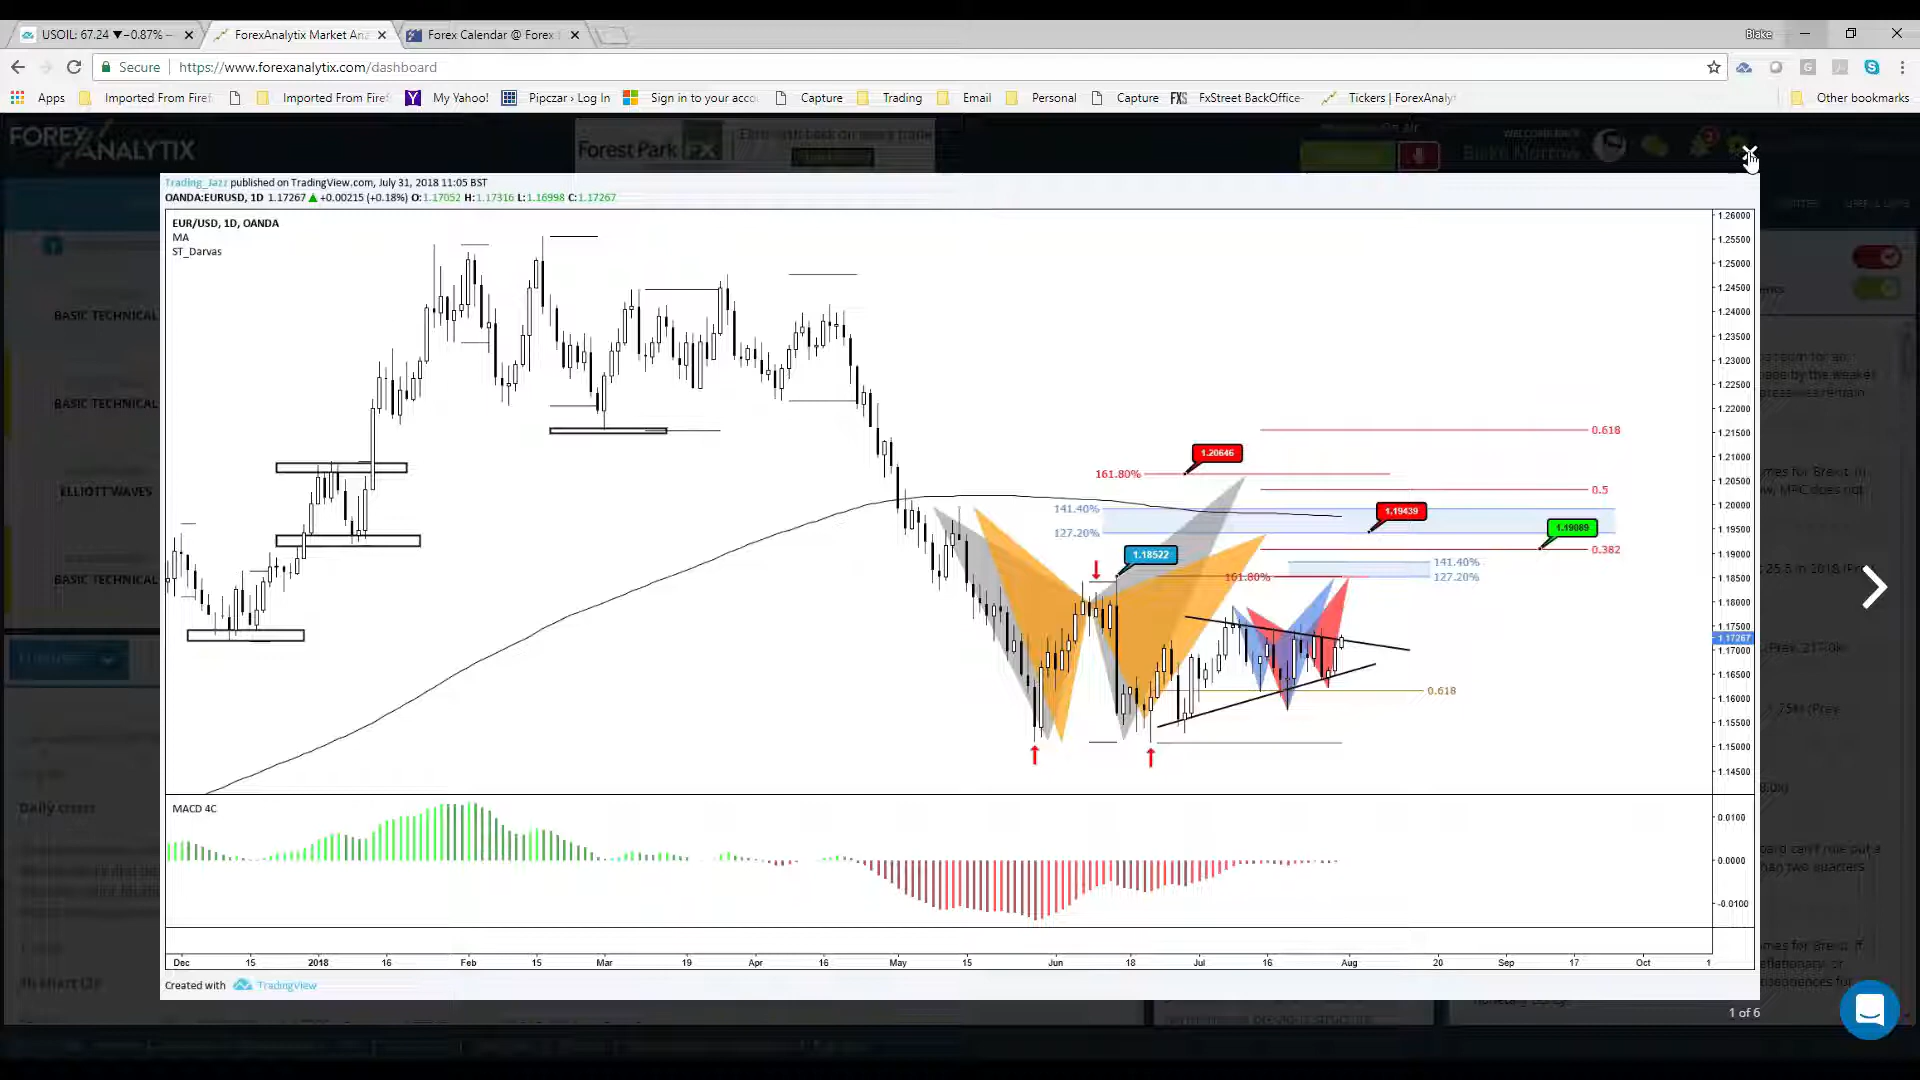 USOIL: 67.24 ▼−0.87% −
ForexAnalytix Market An
Forex Calendar @ Forex
Blake
Secure
https://www.forexanalytix.com/dashboard
Apps
Imported From Firef
Imported From Firef
My Yahoo!
Pipczar › Log In
Sign in to your acco
Capture
Trading
Email
Personal
Capture
FXS FxStreet BackOffice
Tickers | ForexAnaly
Other bookmarks
FOREX ANALYTIX
Forest Park FX
WELCOME BACK
Blake Morrow
Trading_Jazz published on TradingView.com, July 31, 2018 11:05 BST
OANDA:EURUSD, 1D 1.17267 ▲ +0.00215 (+0.18%) O:1.17052 H:1.17316 L:1.16998 C:1.17267
EUR/USD, 1D, OANDA
MA
ST_Darvas
BASIC TECHNICAL
BASIC TECHNICAL
ELLIOTT WAVES
BASIC TECHNICAL
1.26000
1.25500
1.25000
1.24500
1.24000
1.23500
1.23000
1.22500
1.22000
1.21500
1.21000
1.20500
1.20000
1.19500
1.19000
1.18500
1.18000
1.17500
1.17267
1.17000
1.16500
1.16000
1.15500
1.15000
1.14500
0.618
1.20646
161.80%
0.5
141.40%
1.19439
127.20%
1.19089
0.382
1.18522
141.40%
161.80%
127.20%
0.618
MACD 4C
0.0100
0.0000
-0.0100
Dec 15 2018 16 Feb 15 Mar 19 Apr 16 May 15 Jun 18 Jul 16 Aug 20 Sep 17 Oct 1
Created with TradingView
1 of 6